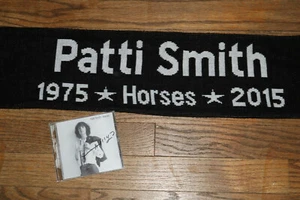 Patti Smith
1975 ★ Horses ★ 2015